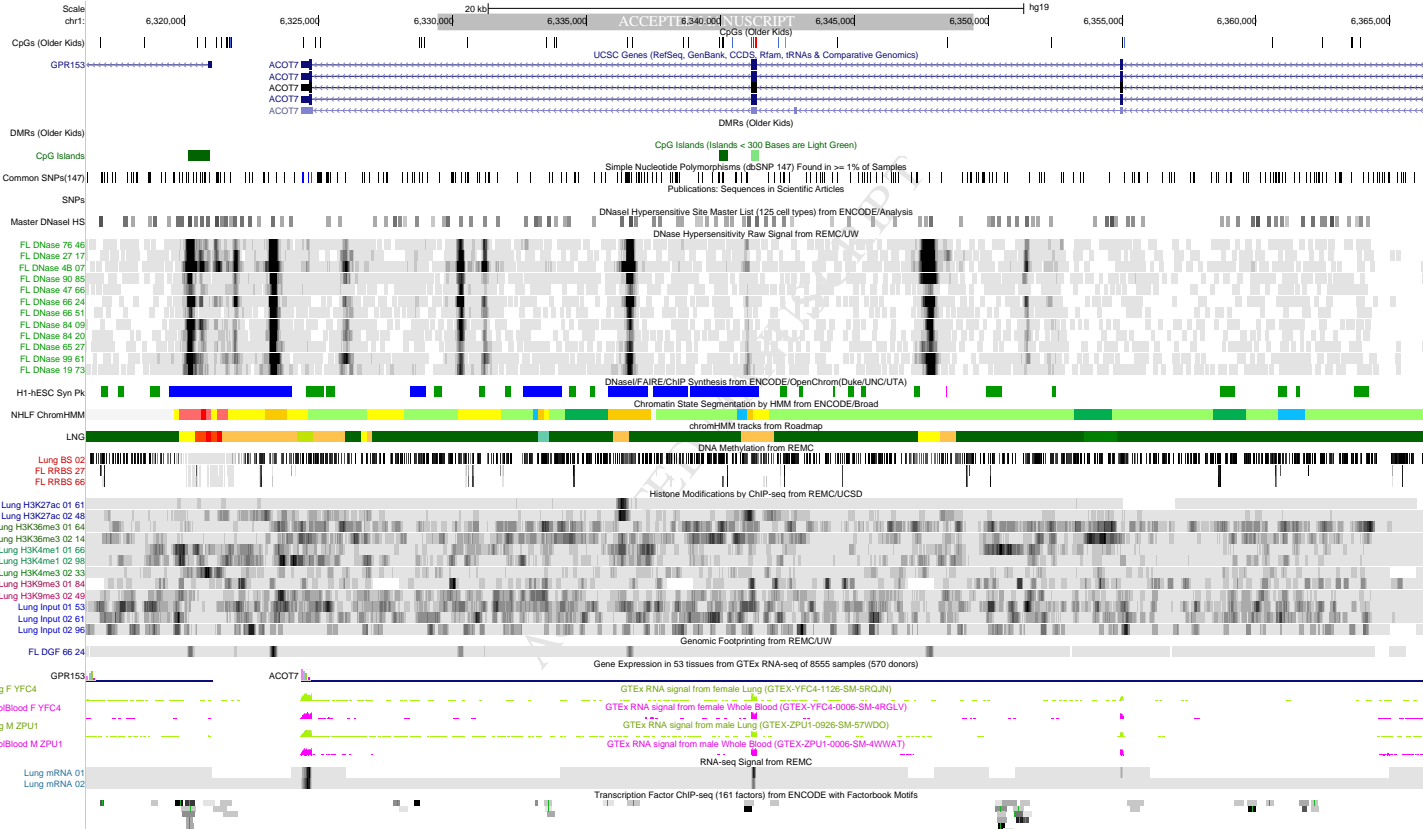 Scale 20 kb hg19
chr1: 6,320,000 6,325,000 6,330,000 6,335,000 6,340,000 6,345,000 6,350,000 6,355,000 6,360,000 6,365,000
ACCEPTED MANUSCRIPT
CpGs (Older Kids)
CpGs (Older Kids)
UCSC Genes (RefSeq, GenBank, CCDS, Rfam, tRNAs & Comparative Genomics)
GPR153 ACOT7
ACOT7
ACOT7
ACOT7
ACOT7
DMRs (Older Kids)
DMRs (Older Kids)
CpG Islands (Islands < 300 Bases are Light Green)
CpG Islands
Simple Nucleotide Polymorphisms (dbSNP 147) Found in >= 1% of Samples
Common SNPs(147)
Publications: Sequences in Scientific Articles
SNPs
DNaseI Hypersensitive Site Master List (125 cell types) from ENCODE/Analysis
Master DNaseI HS
DNase Hypersensitivity Raw Signal from REMC/UW
FL DNase 76 46
FL DNase 27 17
FL DNase 4B 07
FL DNase 90 85
FL DNase 47 66
FL DNase 66 24
FL DNase 66 51
FL DNase 84 09
FL DNase 84 20
FL DNase 65 27
FL DNase 99 61
FL DNase 19 73
DNaseI/FAIRE/ChIP Synthesis from ENCODE/OpenChrom(Duke/UNC/UTA)
H1-hESC Syn Pk
Chromatin State Segmentation by HMM from ENCODE/Broad
NHLF ChromHMM
chromHMM tracks from Roadmap
LNG
DNA Methylation from REMC
Lung BS 02
FL RRBS 27
FL RRBS 66
Histone Modifications by ChIP-seq from REMC/UCSD
Lung H3K27ac 01 61
Lung H3K27ac 02 48
ung H3K36me3 01 64
ung H3K36me3 02 14
ung H3K4me1 01 66
ung H3K4me1 02 98
ung H3K4me3 02 33
ung H3K9me3 01 84
ung H3K9me3 02 49
Lung Input 01 53
Lung Input 02 61
Lung Input 02 96
Genomic Footprinting from REMC/UW
FL DGF 66 24
Gene Expression in 53 tissues from GTEx RNA-seq of 8555 samples (570 donors)
GPR153 ACOT7
GTEx RNA signal from female Lung (GTEX-YFC4-1126-SM-5RQJN)
g F YFC4
GTEx RNA signal from female Whole Blood (GTEX-YFC4-0006-SM-4RGLV)
olBlood F YFC4
GTEx RNA signal from male Lung (GTEX-ZPU1-0926-SM-57WDO)
g M ZPU1
GTEx RNA signal from male Whole Blood (GTEX-ZPU1-0006-SM-4WWAT)
olBlood M ZPU1
RNA-seq Signal from REMC
Lung mRNA 01
Lung mRNA 02
Transcription Factor ChIP-seq (161 factors) from ENCODE with Factorbook Motifs